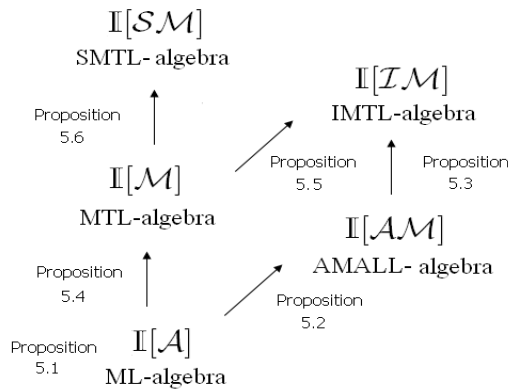 𝕀[𝒮ℳ]
SMTL- algebra
𝕀[ℐℳ]
IMTL-algebra
Proposition
5.6
Proposition
5.5
Proposition
5.3
𝕀[ℳ]
MTL-algebra
𝕀[𝒜ℳ]
AMALL- algebra
Proposition
5.4
Proposition
5.2
Proposition
5.1
𝕀[𝒜]
ML-algebra